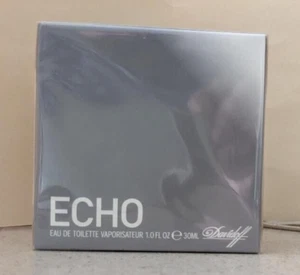 ECHO
EAU DE TOILETTE VAPORISATEUR 1.0 FL OZ ℮ 30ML Davidoff